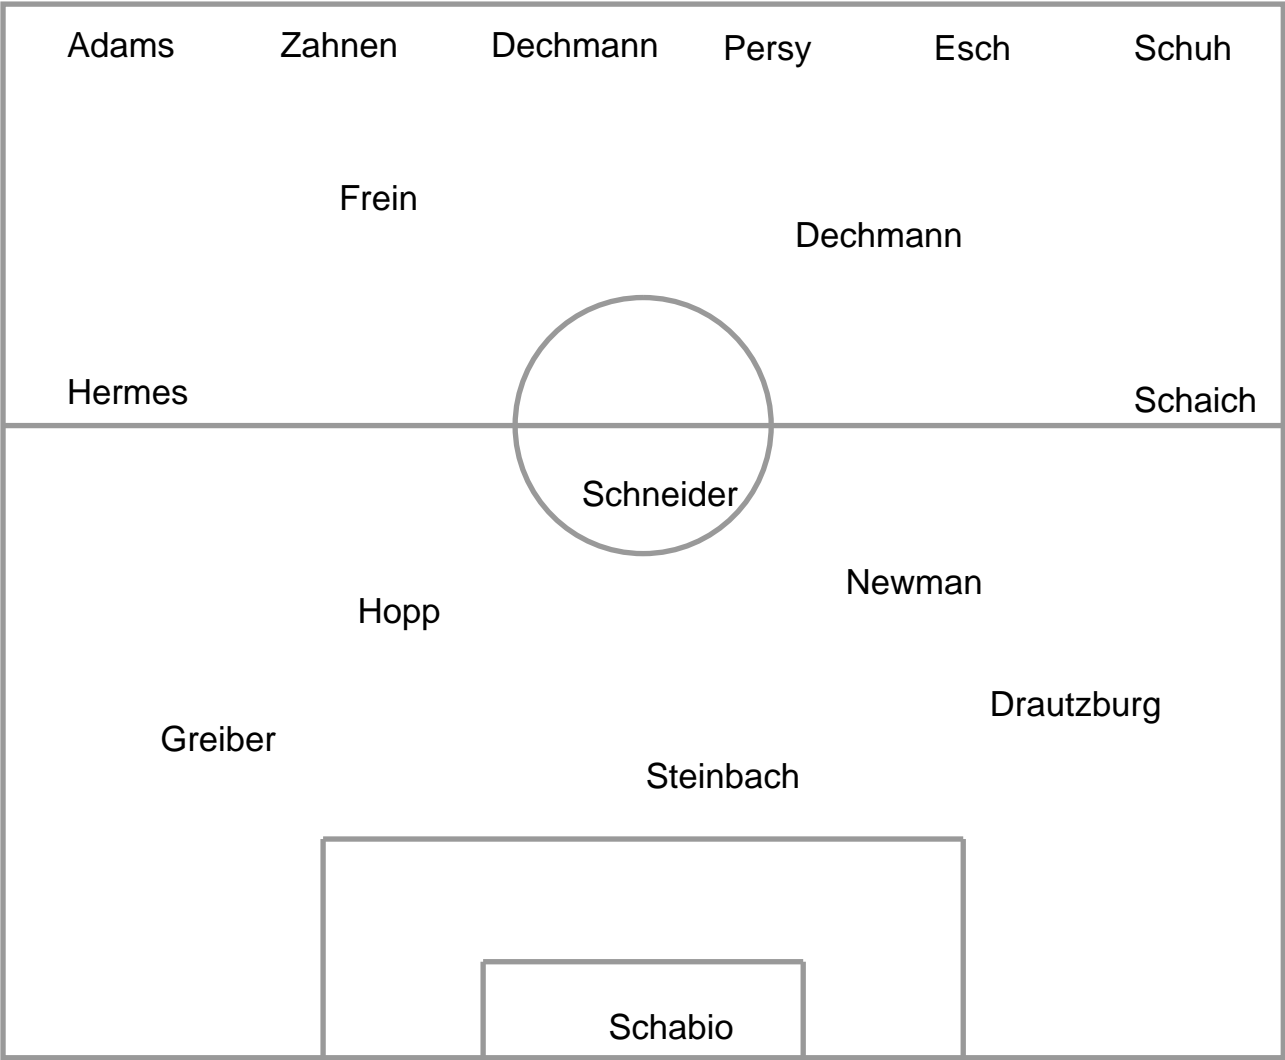 Adams Zahnen Dechmann Persy Esch Schuh
Frein
Dechmann
Hermes
Schaich
Schneider
Newman
Hopp
Drautzburg
Greiber
Steinbach
Schabio